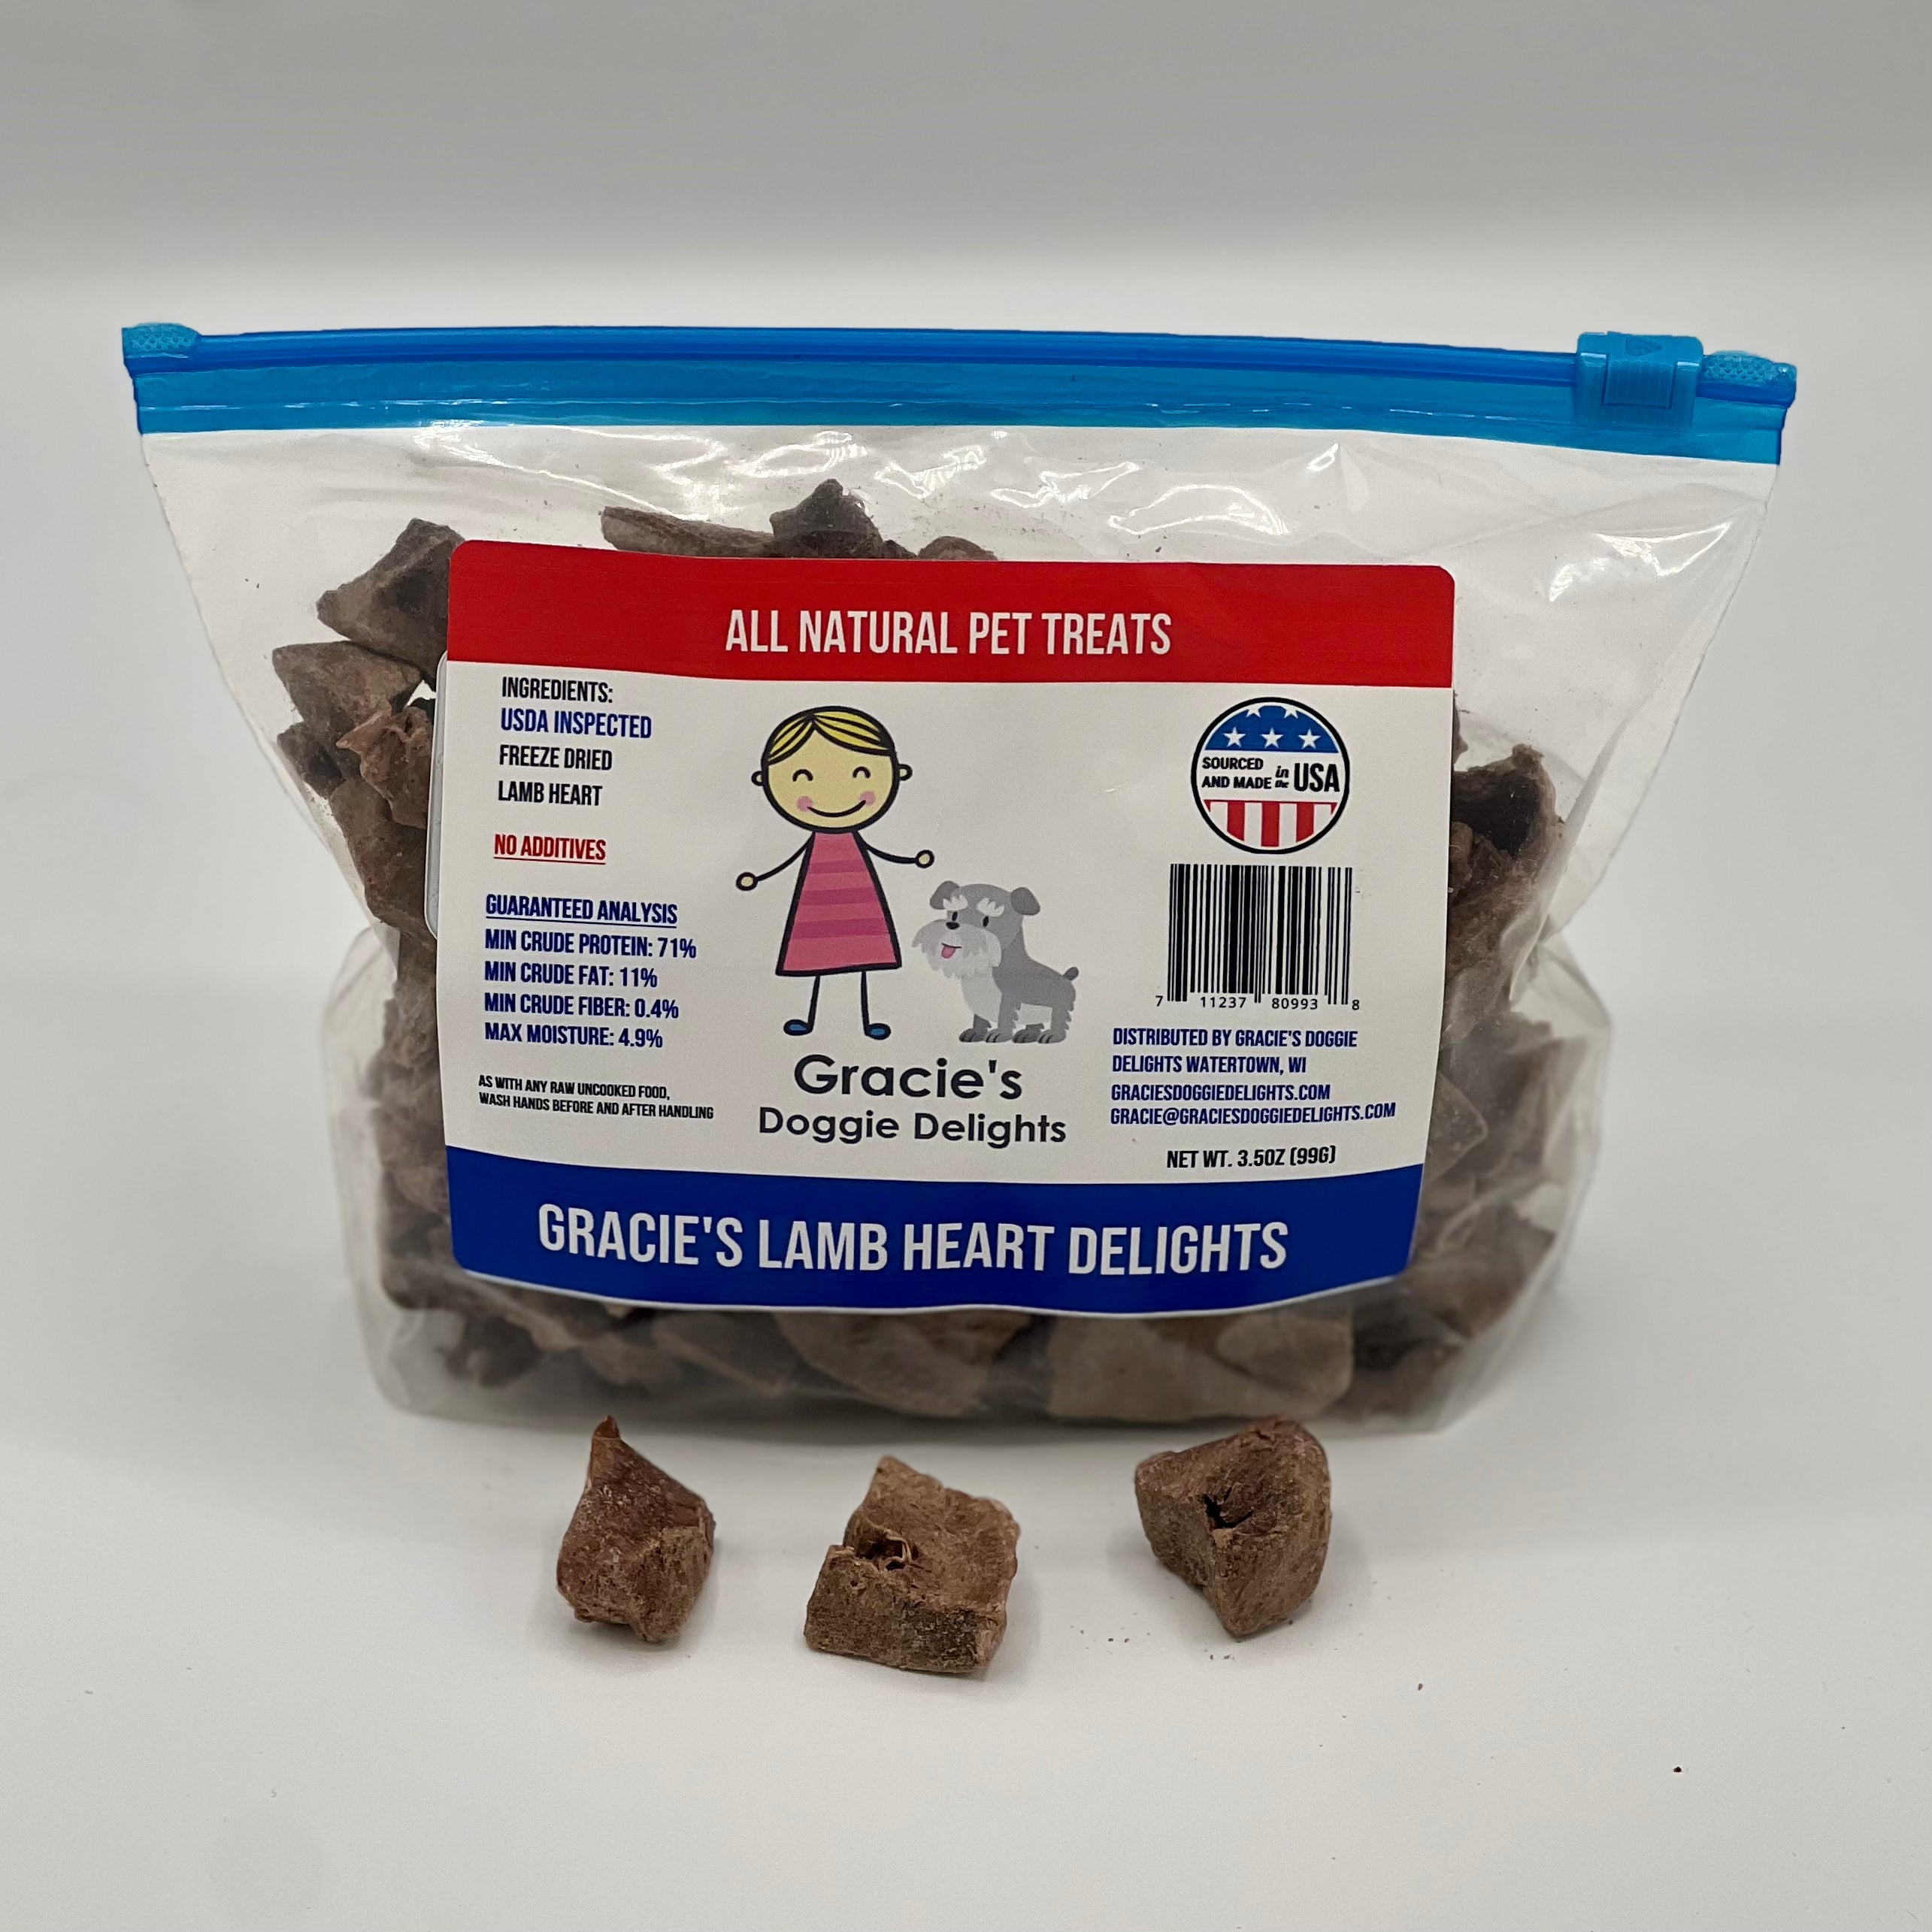 ALL NATURAL PET TREATS
INGREDIENTS:
USDA INSPECTED
FREEZE DRIED
LAMB HEART
NO ADDITIVES
GUARANTEED ANALYSIS
MIN CRUDE PROTEIN: 71%
MIN CRUDE FAT: 11%
MIN CRUDE FIBER: 0.4%
MAX MOISTURE: 4.9%
AS WITH ANY RAW UNCOOKED FOOD,
WASH HANDS BEFORE AND AFTER HANDLING
Gracie's
Doggie Delights
SOURCED
AND MADE in the USA
7 11237 80993 8
DISTRIBUTED BY GRACIE'S DOGGIE
DELIGHTS WATERTOWN, WI
GRACIESDOGGIEDELIGHTS.COM
GRACIE@GRACIESDOGGIEDELIGHTS.COM
NET WT. 3.5OZ (99G)
GRACIE'S LAMB HEART DELIGHTS